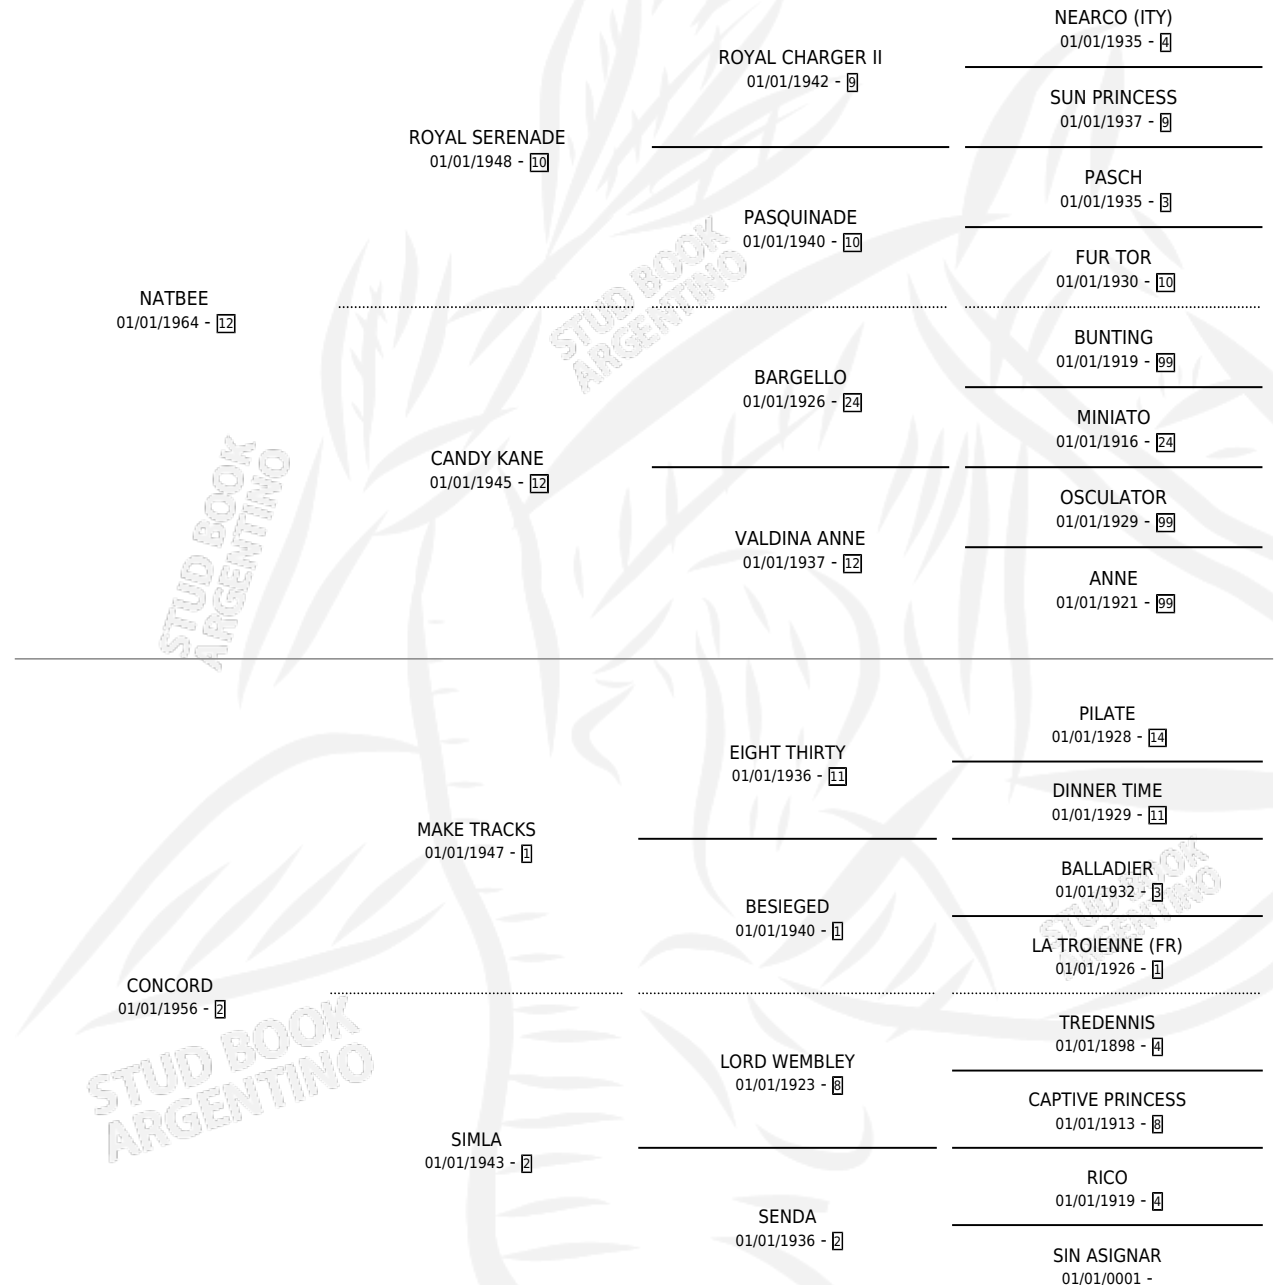 NEARCO (ITY)
01/01/1935 - 4
ROYAL CHARGER II
01/01/1942 - 9
SUN PRINCESS
01/01/1937 - 9
ROYAL SERENADE
01/01/1948 - 10
PASCH
01/01/1935 - 3
PASQUINADE
01/01/1940 - 10
FUR TOR
01/01/1930 - 10
NATBEE
01/01/1964 - 12
STUD BOOK
ARGENTINO
BUNTING
01/01/1919 - 99
BARGELLO
01/01/1926 - 24
MINIATO
01/01/1916 - 24
CANDY KANE
01/01/1945 - 12
OSCULATOR
01/01/1929 - 99
VALDINA ANNE
01/01/1937 - 12
ANNE
01/01/1921 - 99
STUD BOOK
ARGENTINO
PILATE
01/01/1928 - 14
EIGHT THIRTY
01/01/1936 - 11
DINNER TIME
01/01/1929 - 11
MAKE TRACKS
01/01/1947 - 1
BALLADIER
01/01/1932 - 3
BESIEGED
01/01/1940 - 1
STUD BOOK
ARGENTINO
LA TROIENNE (FR)
01/01/1926 - 1
CONCORD
01/01/1956 - 2
TREDENNIS
01/01/1898 - 4
LORD WEMBLEY
01/01/1923 - 8
STUD BOOK
ARGENTINO
CAPTIVE PRINCESS
01/01/1913 - 8
SIMLA
01/01/1943 - 2
RICO
01/01/1919 - 4
SENDA
01/01/1936 - 2
SIN ASIGNAR
01/01/0001 -